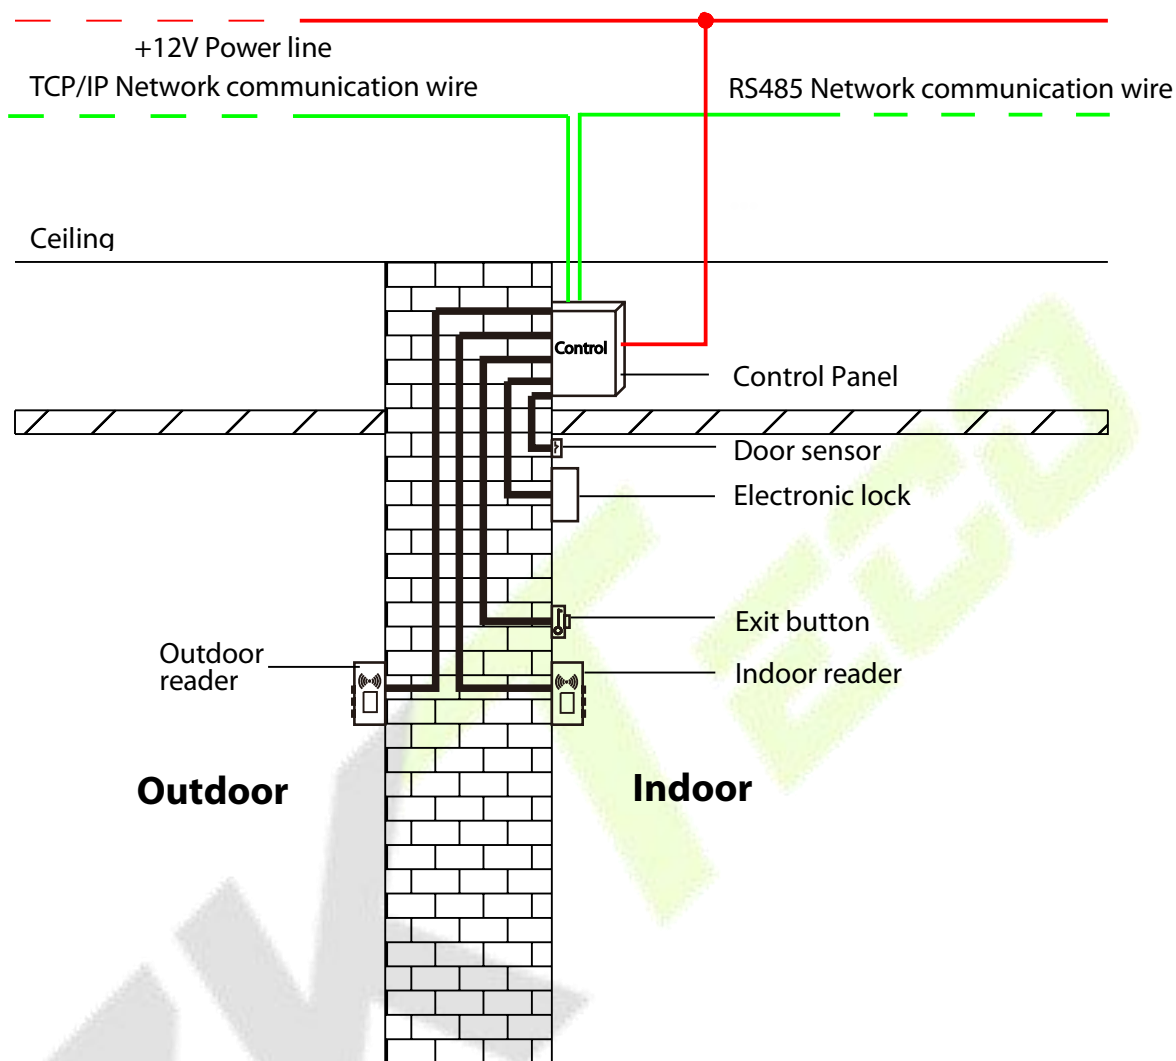 +12V Power line
TCP/IP Network communication wire
RS485 Network communication wire
Ceiling
Control
Control Panel
Door sensor
Electronic lock
Exit button
Outdoor
reader
Indoor reader
Outdoor
Indoor
Teco